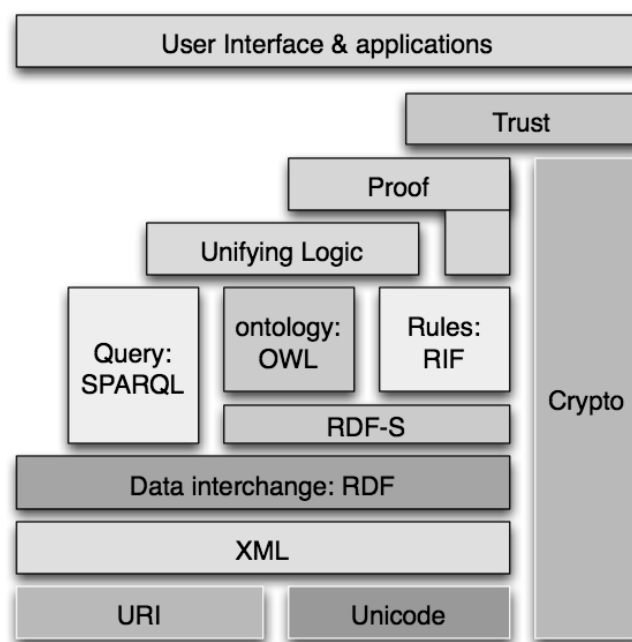 User Interface & applications
Trust
Proof
Unifying Logic
Query:
SPARQL
ontology:
OWL
Rules:
RIF
Crypto
RDF-S
Data interchange: RDF
XML
URI
Unicode